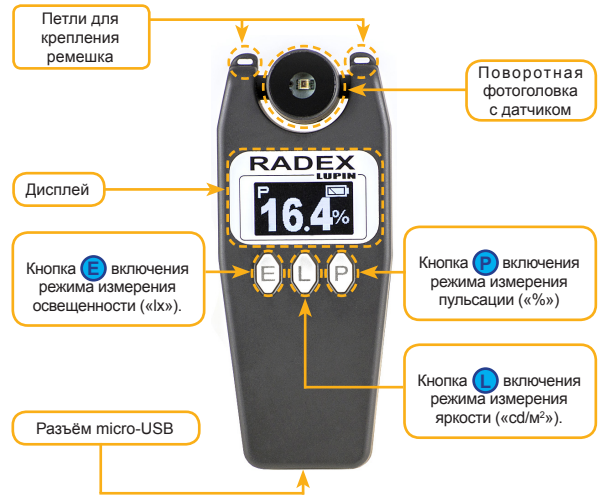 Петли для
крепления
ремешка
Поворотная
фотоголовка
с датчиком
RADEX
LUPIN
Дисплей
P
16.4%
Кнопка E включения
режима измерения
освещенности («lx»).
E L P
Кнопка P включения
режима измерения
пульсации («%»)
Кнопка L включения
режима измерения
яркости («cd/м²»).
Разъём micro-USB